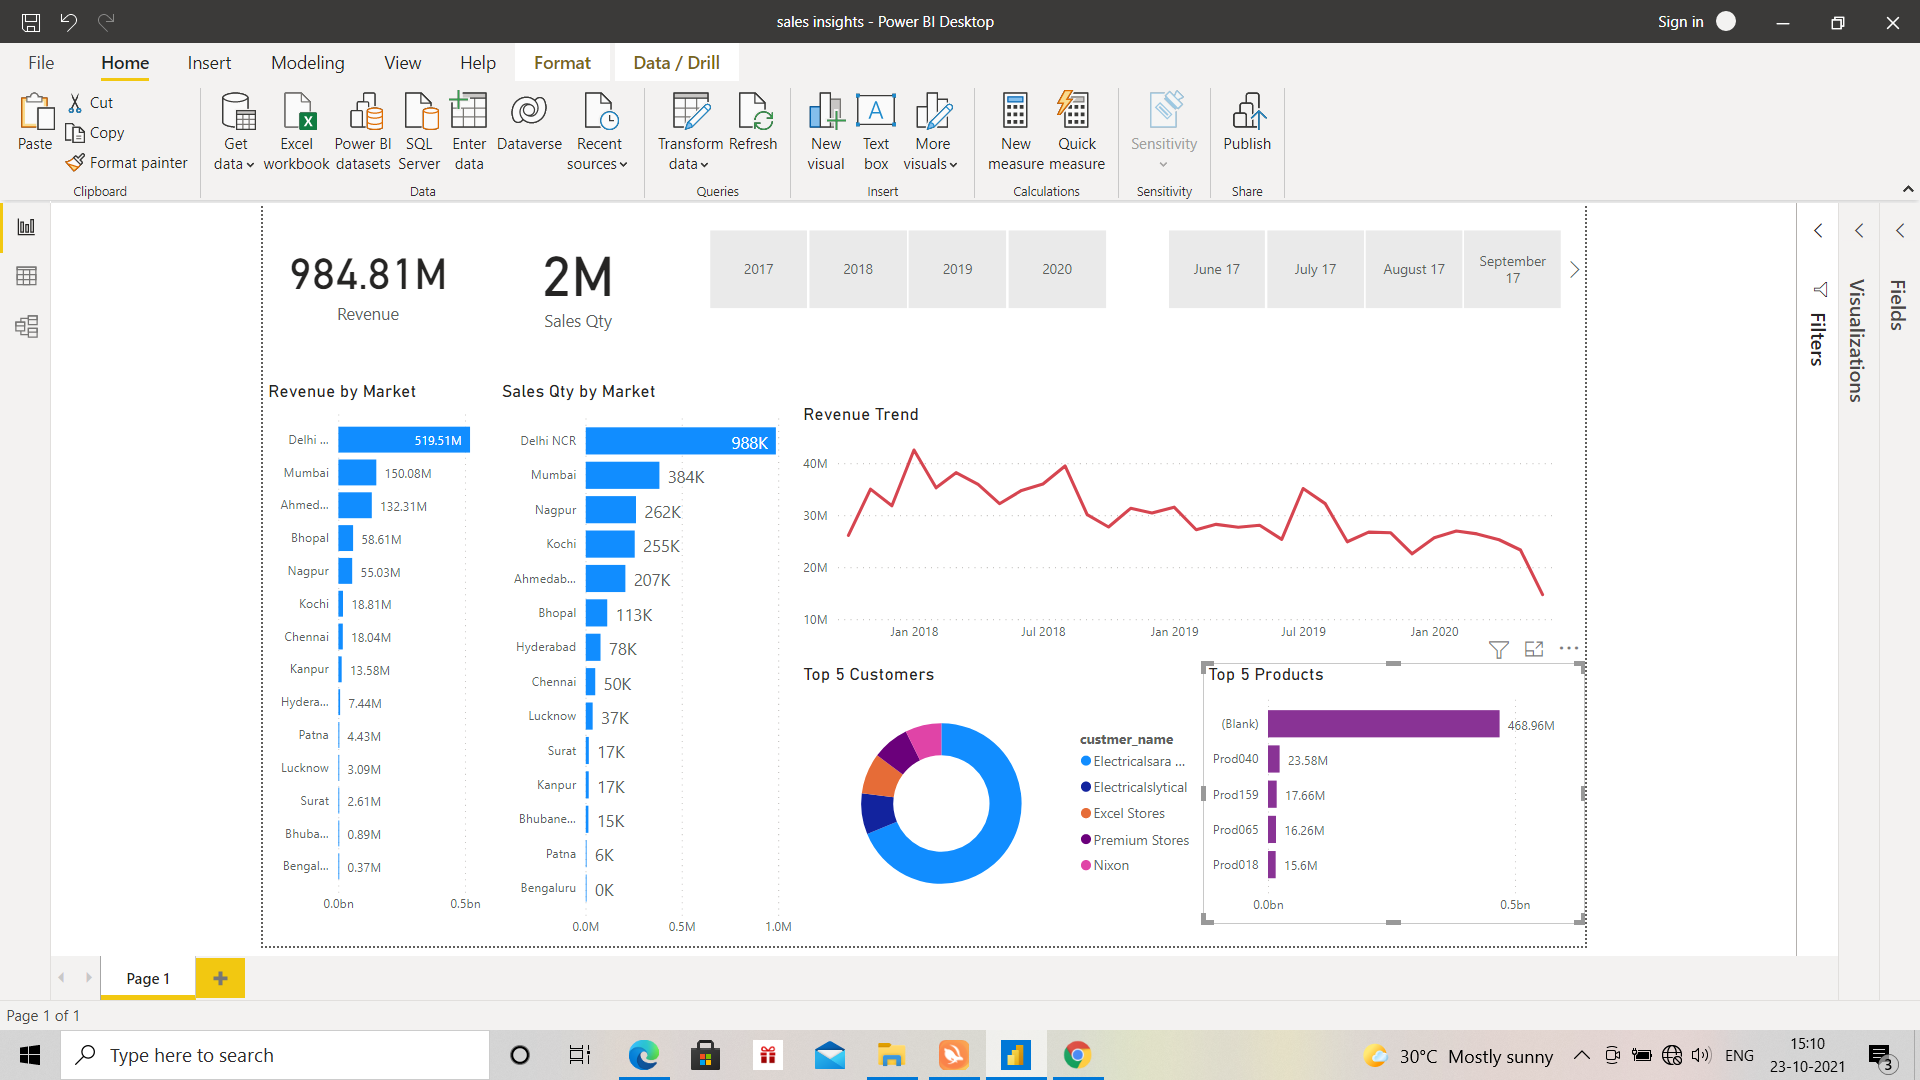 sales insights - Power BI Desktop
Sign in
File Home Insert Modeling View Help Format Data / Drill
Paste
Cut
Copy
Format painter
Clipboard
Get data
Excel workbook
Power BI datasets
SQL Server
Enter data
Dataverse
Recent sources
Data
Transform data
Refresh
Queries
New visual
Text box
More visuals
Insert
New measure
Quick measure
Calculations
Sensitivity
Sensitivity
Publish
Share
984.81M
Revenue
2M
Sales Qty
2017 2018 2019 2020
June 17 July 17 August 17 September 17
Filters
Visualizations
Fields
Revenue by Market
Delhi ... 519.51M
Mumbai 150.08M
Ahmed... 132.31M
Bhopal 58.61M
Nagpur 55.03M
Kochi 18.81M
Chennai 18.04M
Kanpur 13.58M
Hydera... 7.44M
Patna 4.43M
Lucknow 3.09M
Surat 2.61M
Bhuba... 0.89M
Bengal... 0.37M
0.0bn 0.5bn
Sales Qty by Market
Delhi NCR 988K
Mumbai 384K
Nagpur 262K
Kochi 255K
Ahmedab... 207K
Bhopal 113K
Hyderabad 78K
Chennai 50K
Lucknow 37K
Surat 17K
Kanpur 17K
Bhubane... 15K
Patna 6K
Bengaluru 0K
0.0M 0.5M 1.0M
Revenue Trend
40M
30M
20M
10M
Jan 2018 Jul 2018 Jan 2019 Jul 2019 Jan 2020
Top 5 Customers
custmer_name
Electricalsara ...
Electricalslytical
Excel Stores
Premium Stores
Nixon
Top 5 Products
(Blank) 468.96M
Prod040 23.58M
Prod159 17.66M
Prod065 16.26M
Prod018 15.6M
0.0bn 0.5bn
Page 1
Page 1 of 1
Type here to search
30°C Mostly sunny
ENG
15:10
23-10-2021
3